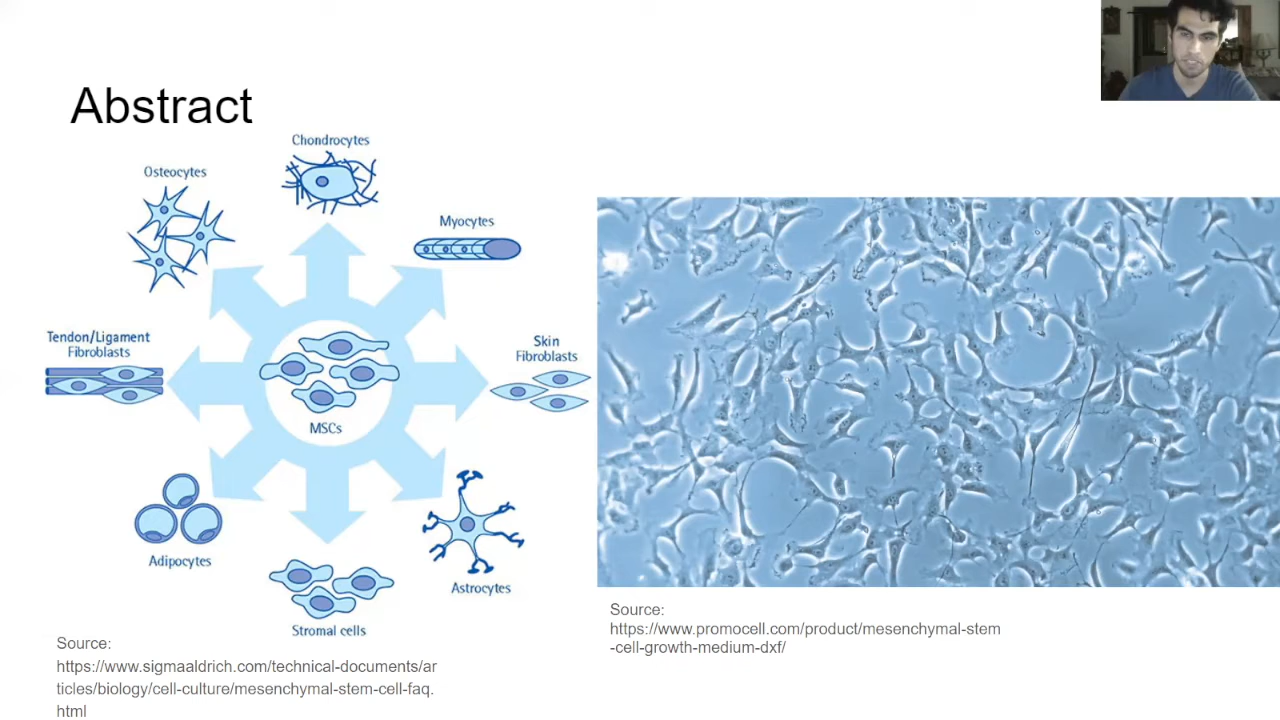 Abstract
Chondrocytes
Osteocytes
Myocytes
Tendon/Ligament
Fibroblasts
Skin
Fibroblasts
MSCs
Adipocytes
Astrocytes
Stromal cells
Source:
https://www.sigmaaldrich.com/technical-documents/ar
ticles/biology/cell-culture/mesenchymal-stem-cell-faq.
html
Source:
https://www.promocell.com/product/mesenchymal-stem
-cell-growth-medium-dxf/